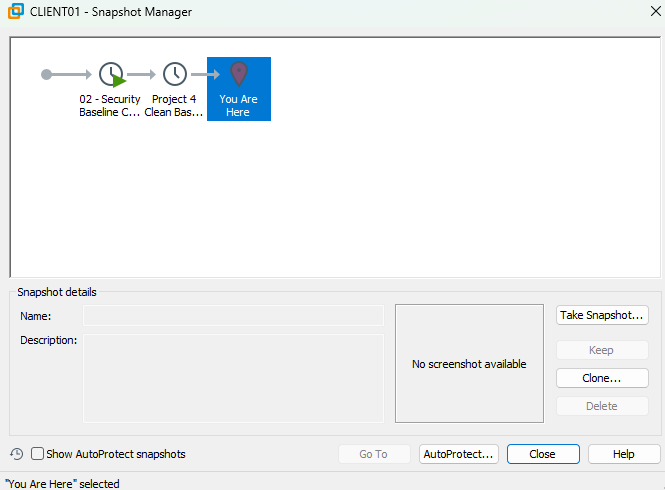 CLIENT01 - Snapshot Manager
02 - Security
Baseline C...
Project 4
Clean Bas...
You Are
Here
Snapshot details
Name:
Description:
No screenshot available
Take Snapshot...
Keep
Clone...
Delete
Show AutoProtect snapshots
Go To
AutoProtect...
Close
Help
"You Are Here" selected